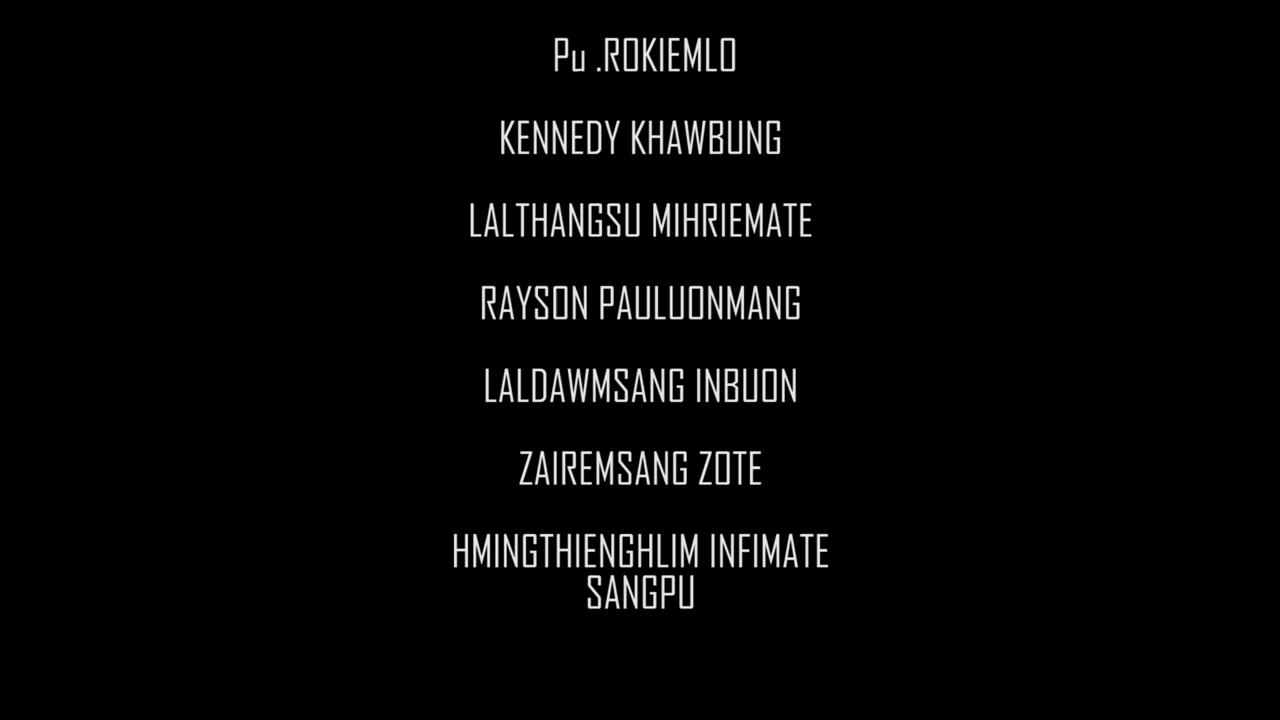 Pu .ROKIEMLO
KENNEDY KHAWBUNG
LALTHANGSU MIHRIEMATE
RAYSON PAULUONMANG
LALDAWMSANG INBUON
ZAIREMSANG ZOTE
HMINGTHIENGHLIM INFIMATE
SANGPU